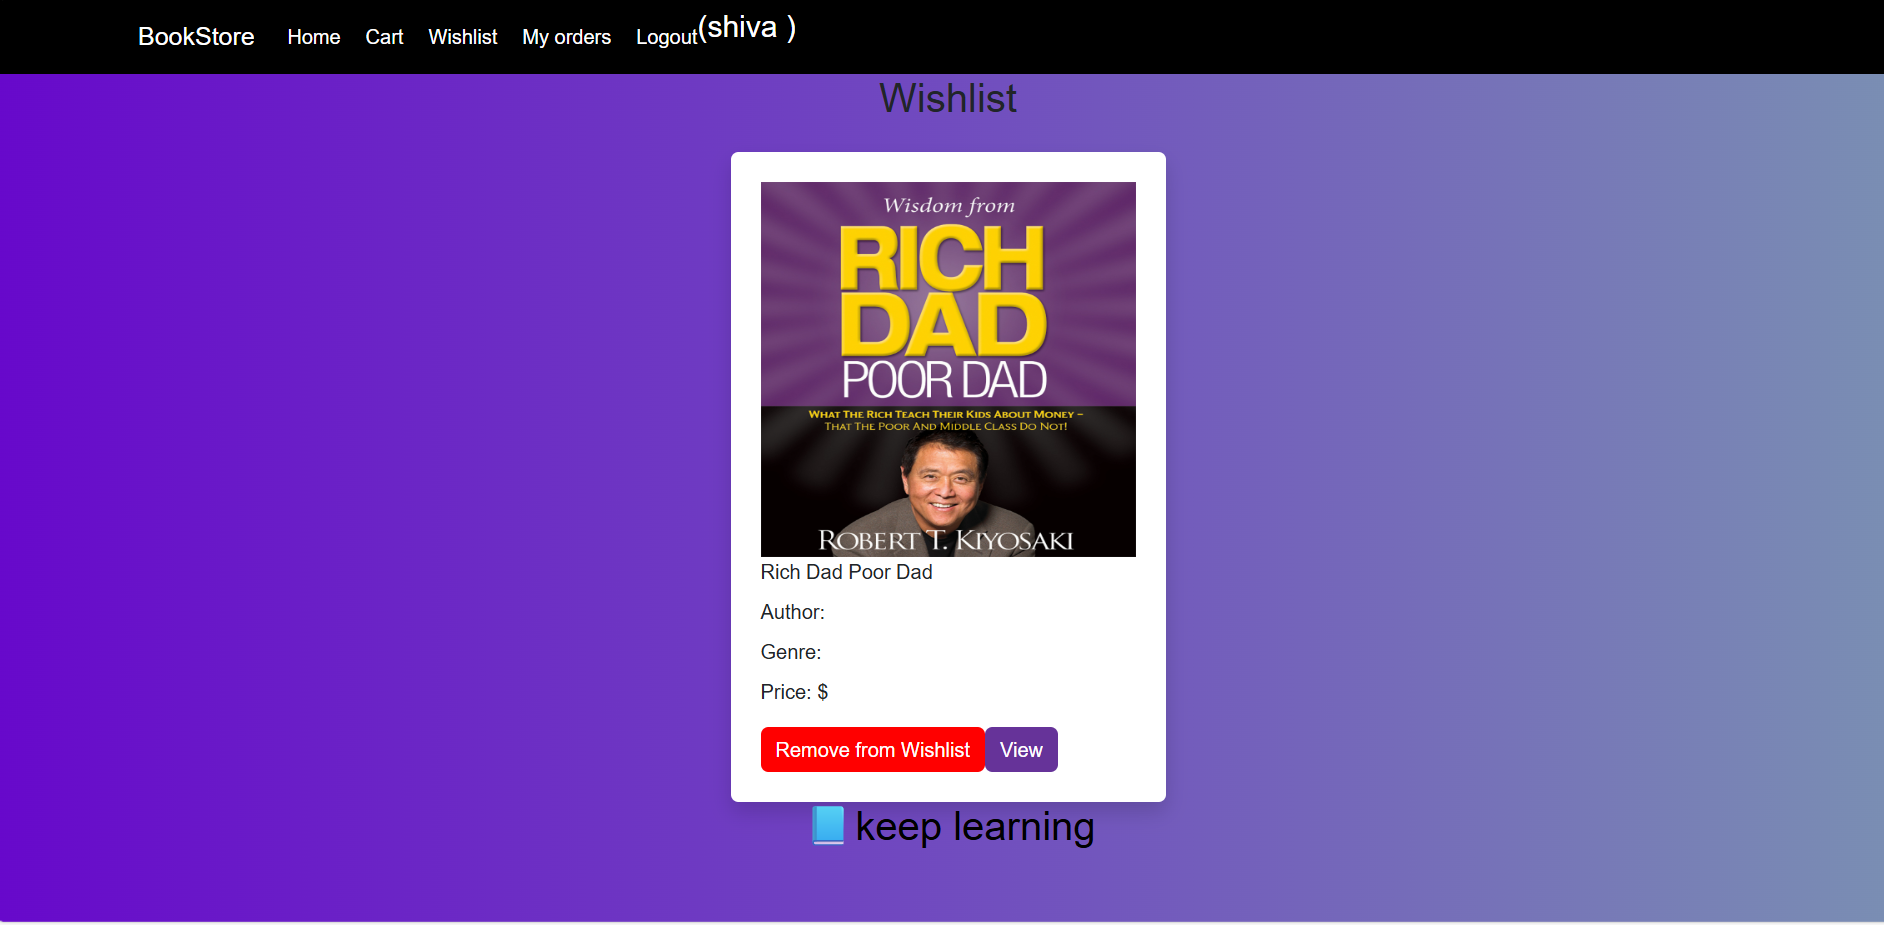 BookStore Home Cart Wishlist My orders Logout(shiva )
Wishlist
Wisdom from
RICH
DAD
POOR DAD
WHAT THE RICH TEACH THEIR KIDS ABOUT MONEY –
THAT THE POOR AND MIDDLE CLASS DO NOT!
ROBERT T. KIYOSAKI
Rich Dad Poor Dad
Author:
Genre:
Price: $
Remove from Wishlist View
📘 keep learning